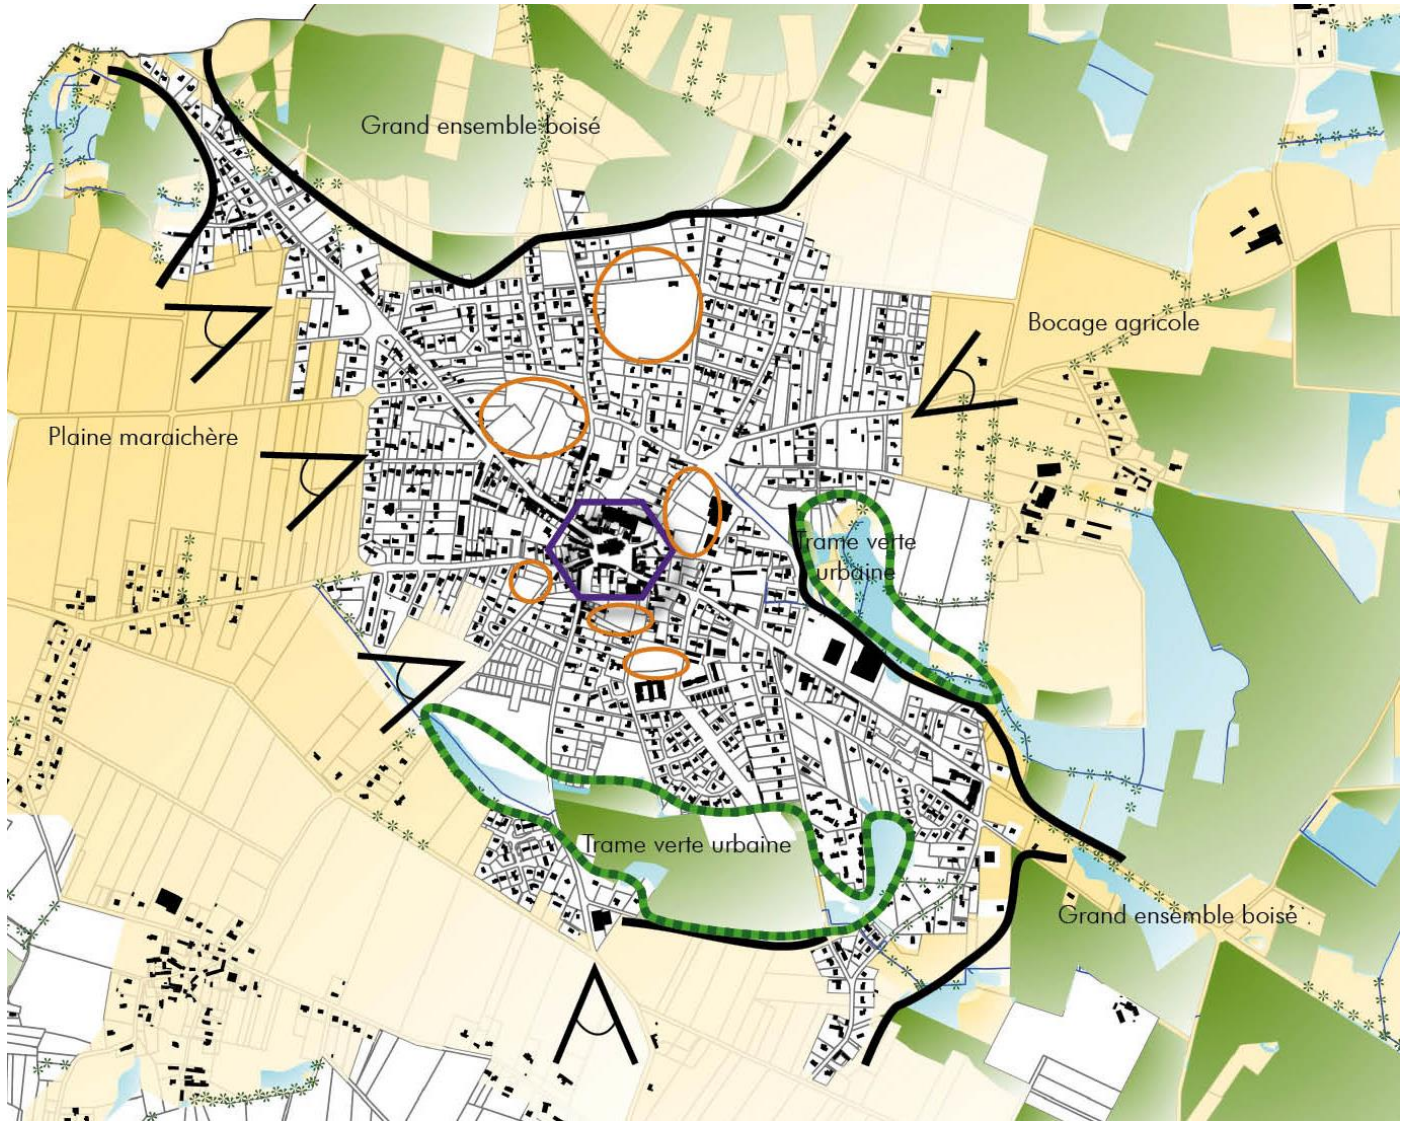 Grand ensemble boisé
Bocage agricole
Plaine maraichère
Trame verte
urbaine
Trame verte urbaine
Grand ensemble boisé